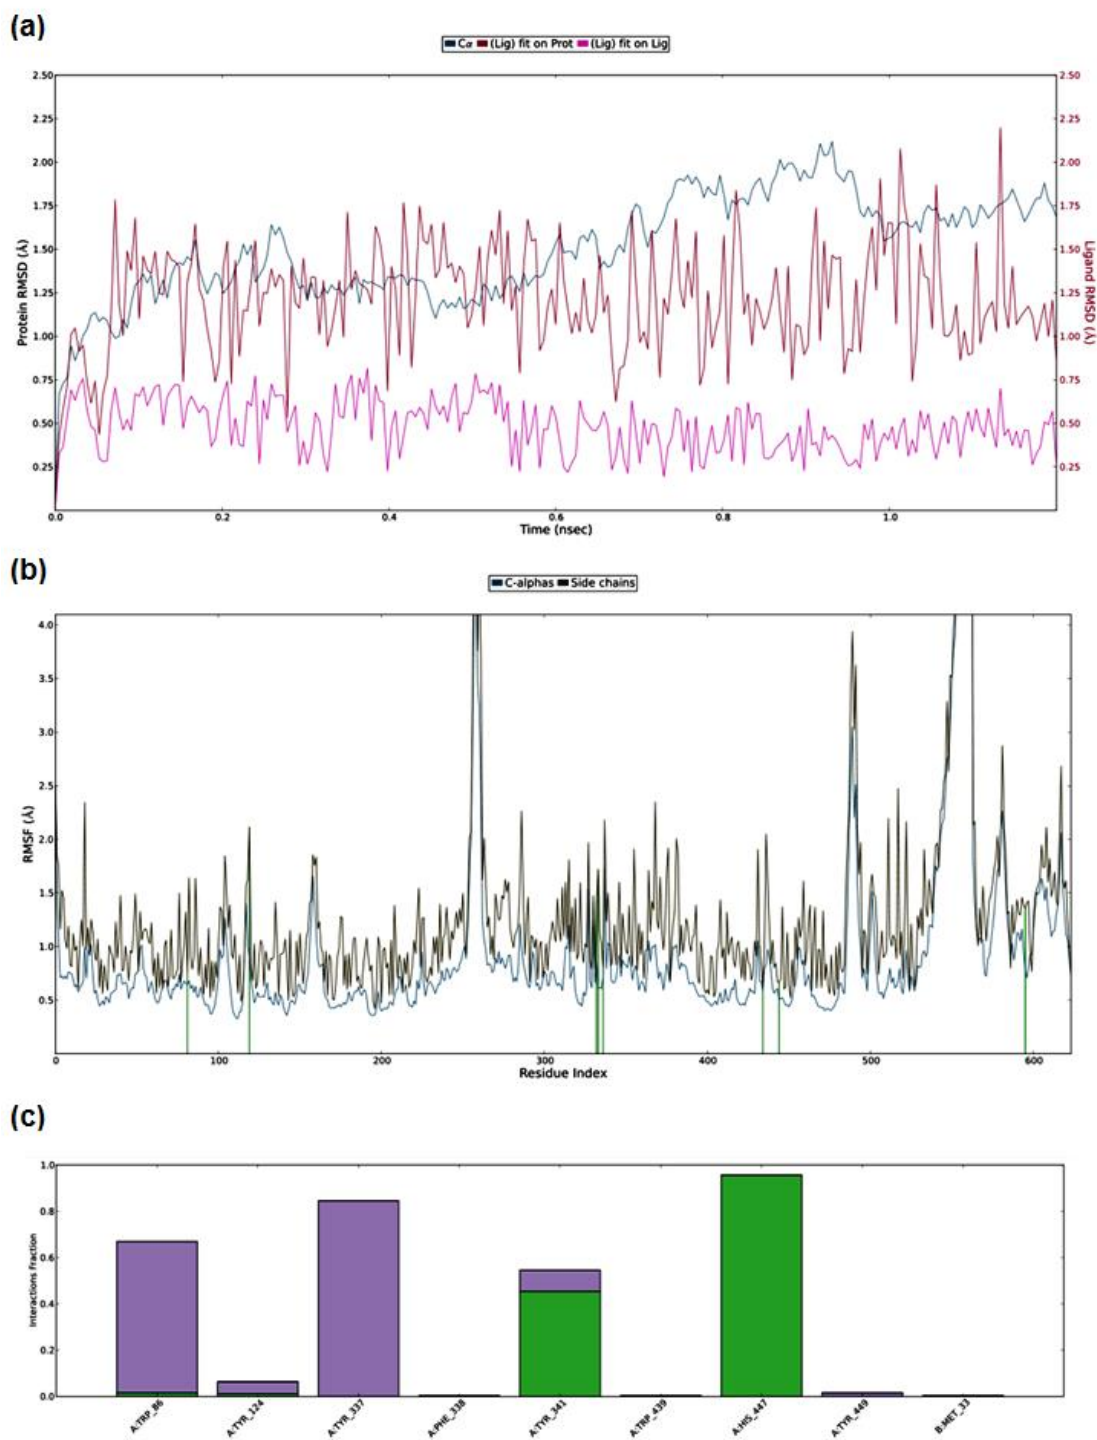 (a)
Cα (Lig) fit on Prot (Lig) fit on Lig
2.50 2.50
2.25 2.25
2.00 2.00
1.75 1.75
1.50 1.50
1.25 1.25
1.00 1.00
0.75 0.75
0.50 0.50
0.25 0.25
Protein RMSD (Å)
Ligand RMSD (Å)
0.0 0.2 0.4 0.6 0.8 1.0
Time (nsec)
(b)
C-alphas Side chains
4.0
3.5
3.0
2.5
2.0
1.5
1.0
0.5
RMSF (Å)
0 100 200 300 400 500 600
Residue Index
(c)
1.0
0.8
0.6
0.4
0.2
0.0
Interactions fraction
A:TRP_86 A:TYR_124 A:TYR_337 A:PHE_338 A:TYR_341 A:TRP_439 A:HIS_447 A:TYR_449 B:MET_33